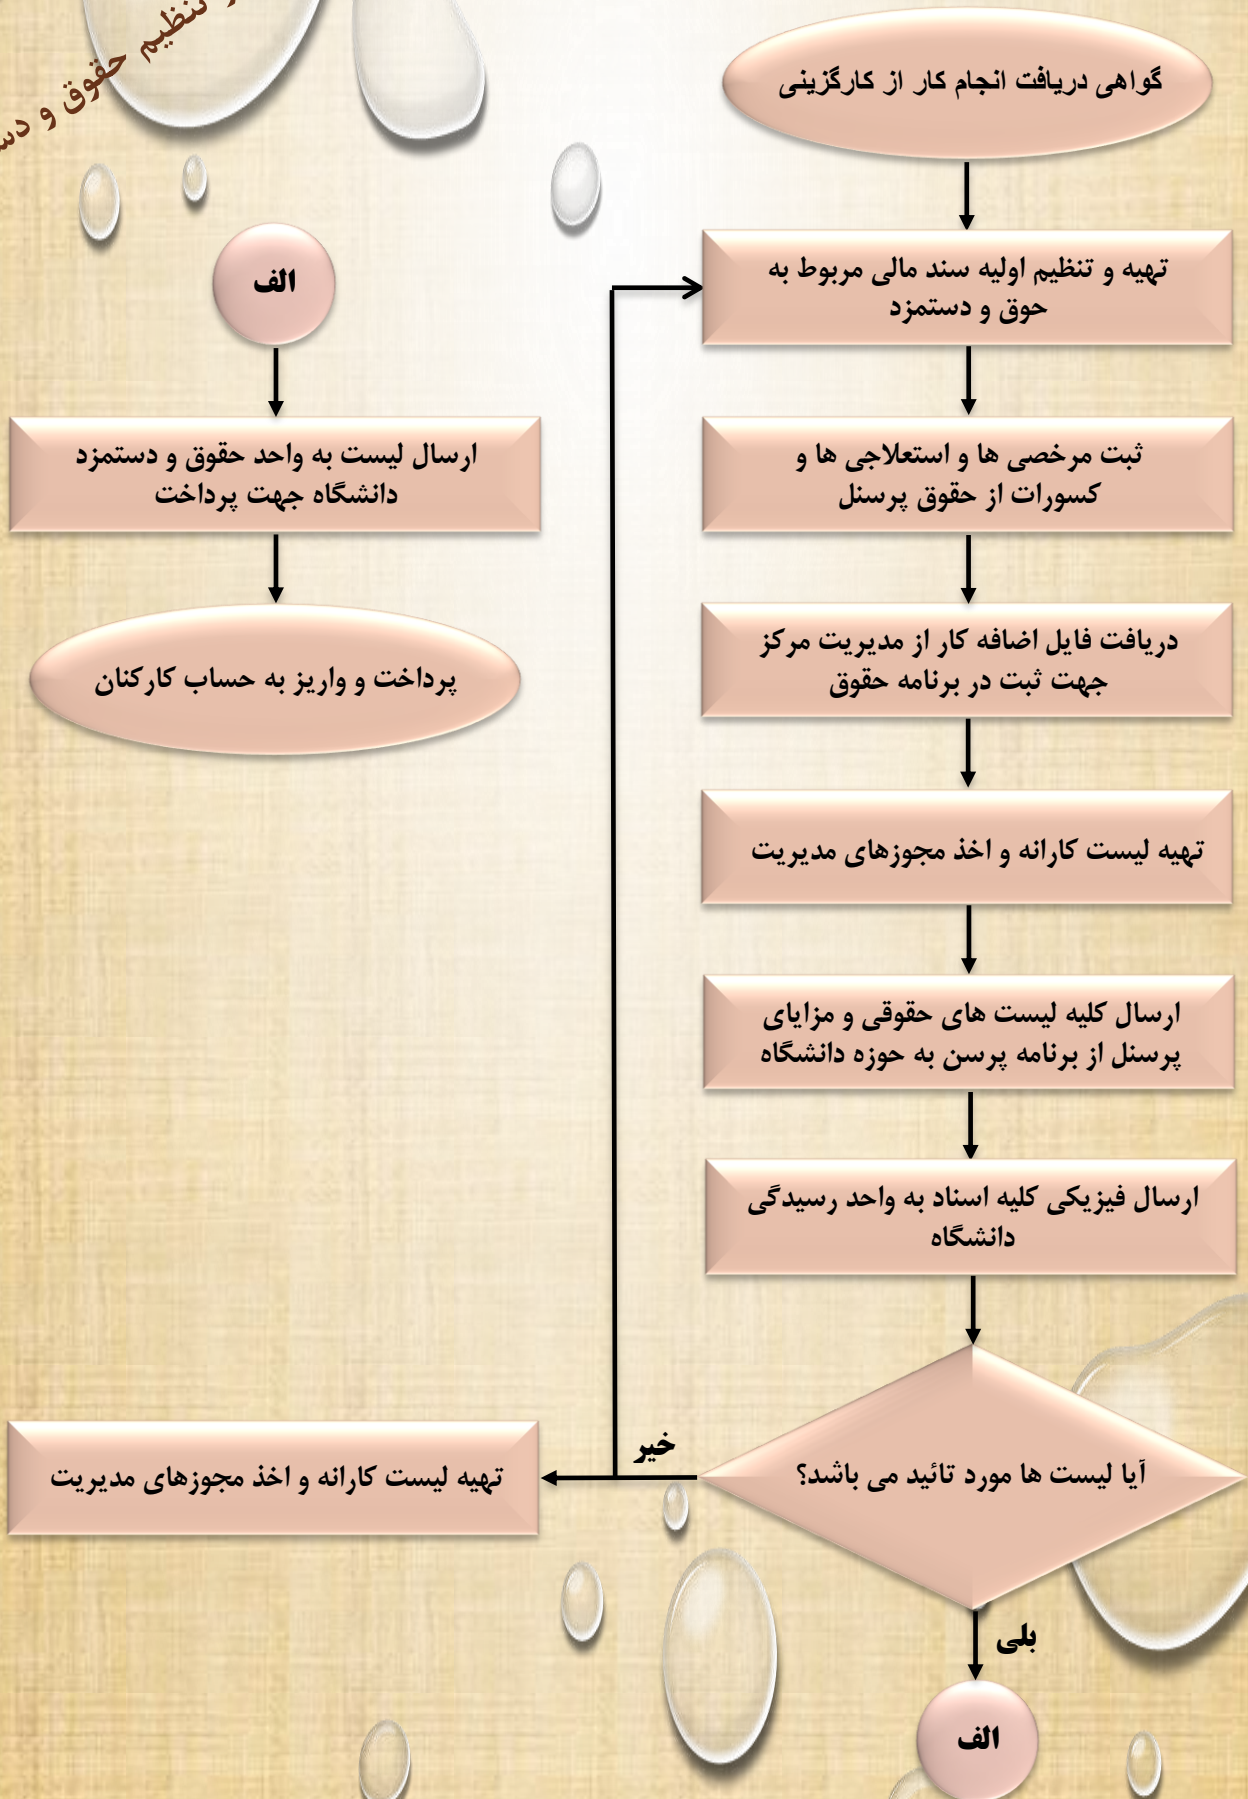 تنظیم حقوق و
گواهی دریافت انجام کار از کارگزینی
تهیه و تنظیم اولیه سند مالی مربوط به
حوق و دستمزد
ثبت مرخصی ها و استعلاجی ها و
کسورات از حقوق پرسنل
دریافت فایل اضافه کار از مدیریت مرکز
جهت ثبت در برنامه حقوق
تهیه لیست کارانه و اخذ مجوزهای مدیریت
ارسال کلیه لیست های حقوقی و مزایای
پرسنل از برنامه پرسن به حوزه دانشگاه
ارسال فیزیکی کلیه اسناد به واحد رسیدگی
دانشگاه
آیا لیست ها مورد تائید می باشد؟
خیر
تهیه لیست کارانه و اخذ مجوزهای مدیریت
بلی
الف
الف
ارسال لیست به واحد حقوق و دستمزد
دانشگاه جهت پرداخت
پرداخت و واریز به حساب کارکنان